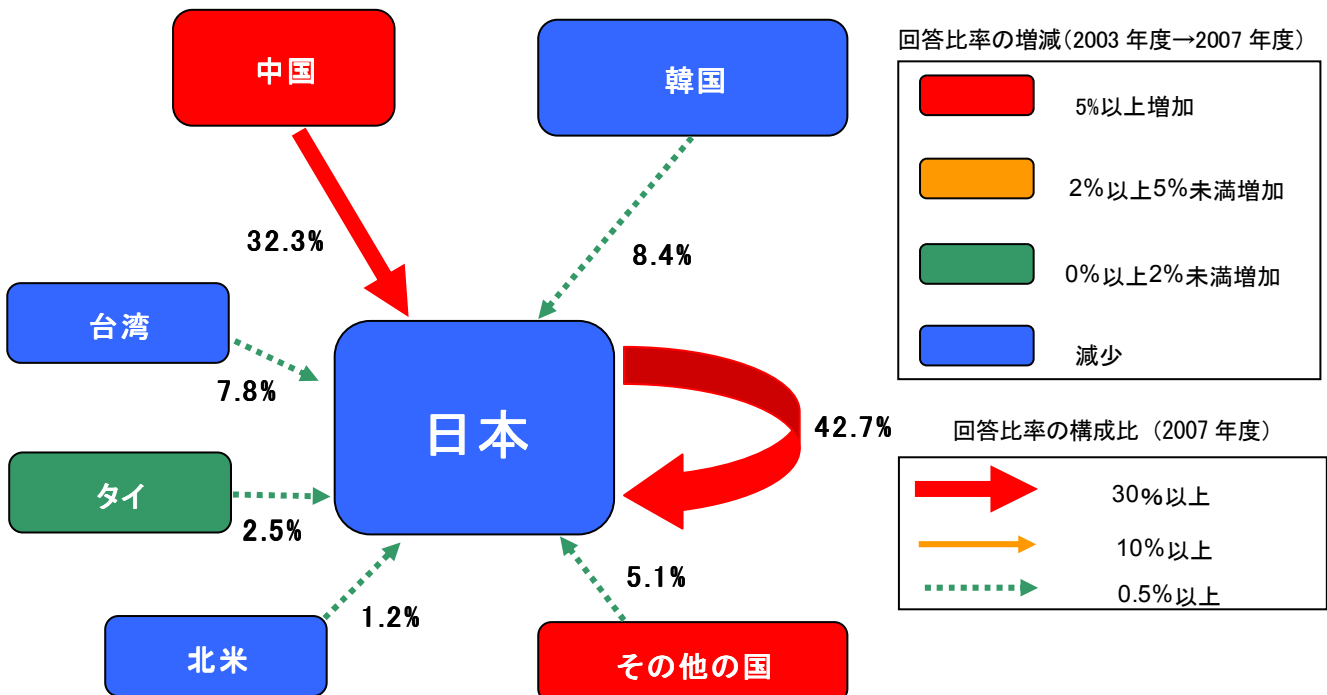 中国
韓国
32.3%
8.4%
台湾
7.8%
日本
42.7%
タイ
2.5%
北米
1.2%
5.1%
その他の国
回答比率の増減(2003 年度→2007 年度)
5%以上増加
2%以上5%未満増加
0%以上2%未満増加
減少
回答比率の構成比 (2007 年度)
30%以上
10%以上
0.5%以上